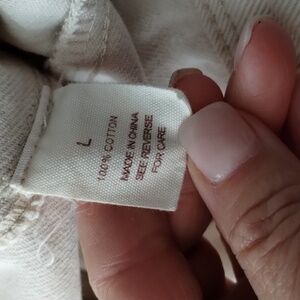 L
100% COTTON
MADE IN CHINA
SEE REVERSE
FOR CARE